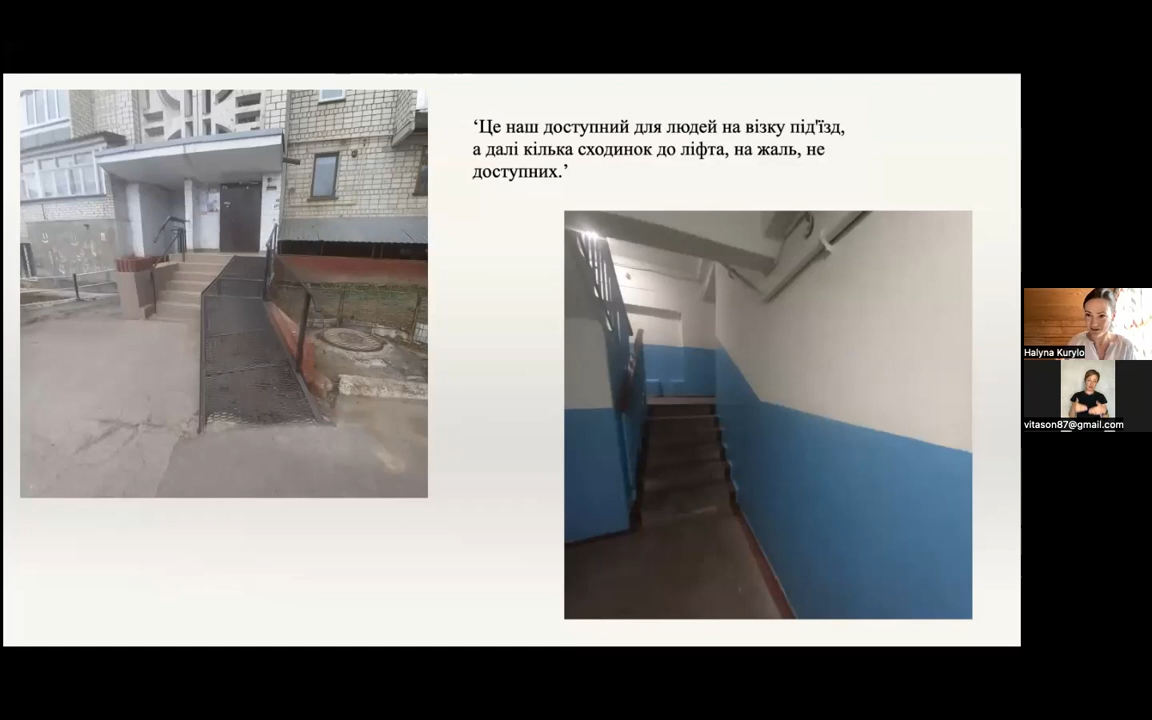 ‘Це наш доступний для людей на візку під'їзд,
а далі кілька сходинок до ліфта, на жаль, не
доступних.’
Halyna Kurylo
vitason87@gmail.com